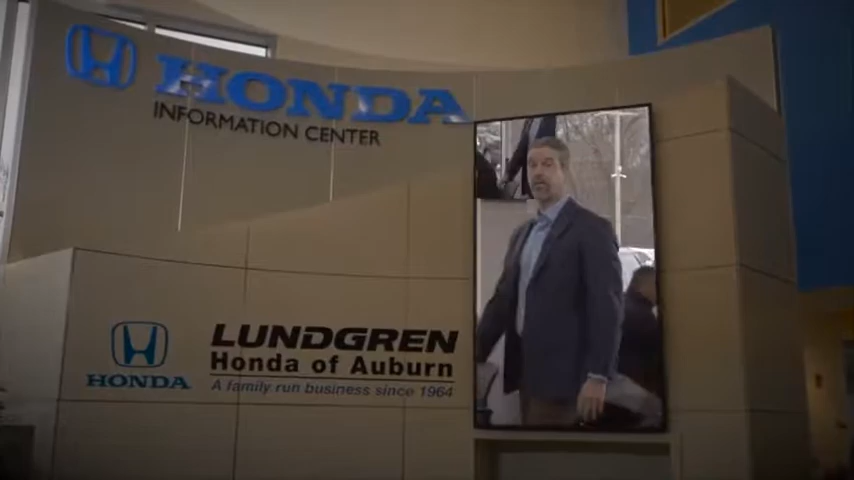 HONDA
INFORMATION CENTER
LUNDGREN
HONDA of AUBURN
HONDA
A family run business since 1964